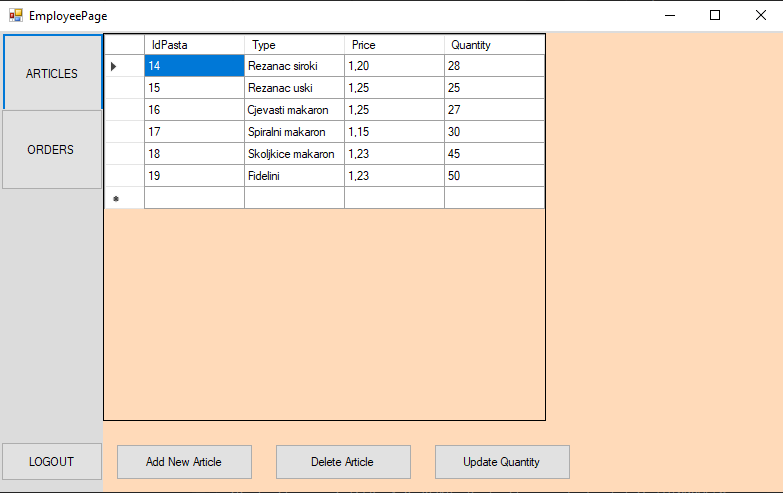 EmployeePage
ARTICLES
ORDERS
IdPasta Type Price Quantity
14 Rezanac siroki 1,20 28
15 Rezanac uski 1,25 25
16 Cjevasti makaron 1,25 27
17 Spiralni makaron 1,15 30
18 Skoljkice makaron 1,23 45
19 Fidelini 1,23 50
LOGOUT Add New Article Delete Article Update Quantity